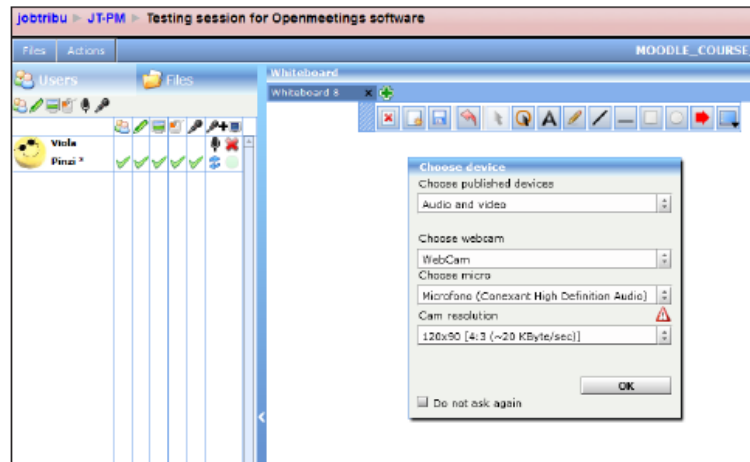 jobtribu ► JT-PM ► Testing session for Openmeetings software
Files Actions MOODLE_COURSE
Users Files
Whiteboard
Whiteboard 8 x
A
Viola
Pinzi *
Choose device
Choose published devices
Audio and video
Choose webcam
WebCam
Choose micro
Microfono (Conexant High Definition Audio)
Cam resolution
120x90 [4:3 (~20 KByte/sec)]
OK
Do not ask again